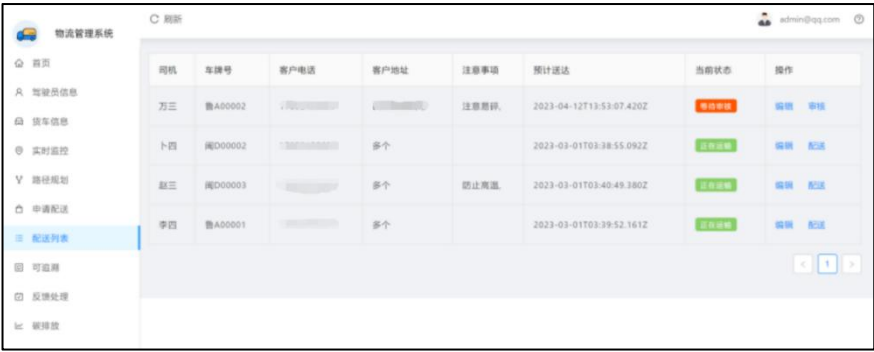 物流管理系统
刷新
admin@qq.com
首页
驾驶员信息
货车信息
实时监控
路径规划
申请配送
配送列表
可追溯
反馈处理
碳排放
司机 车牌号 客户电话 客户地址 注意事项 预计送达 当前状态 操作
万三 鲁A00002 注意易碎, 2023-04-12T13:53:07.420Z 等待审核 编辑 审核
卜四 闽D00002 多个 2023-03-01T03:38:55.092Z 正在运输 编辑 配送
赵三 闽D00003 多个 防止高温, 2023-03-01T03:40:49.380Z 正在运输 编辑 配送
李四 鲁A00001 多个 2023-03-01T03:39:52.161Z 正在运输 编辑 配送
< 1 >